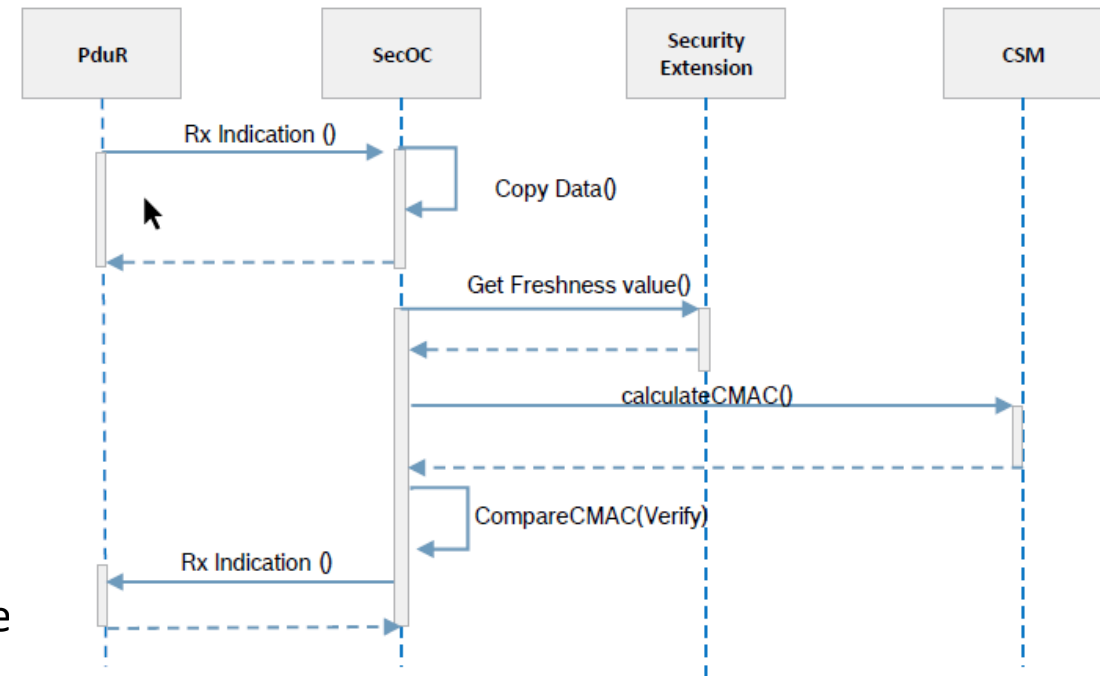 PduR
SecOC
Security
Extension
CSM
Rx Indication ()
Copy Data()
Get Freshness value()
calculateCMAC()
CompareCMAC(Verify)
Rx Indication ()
e